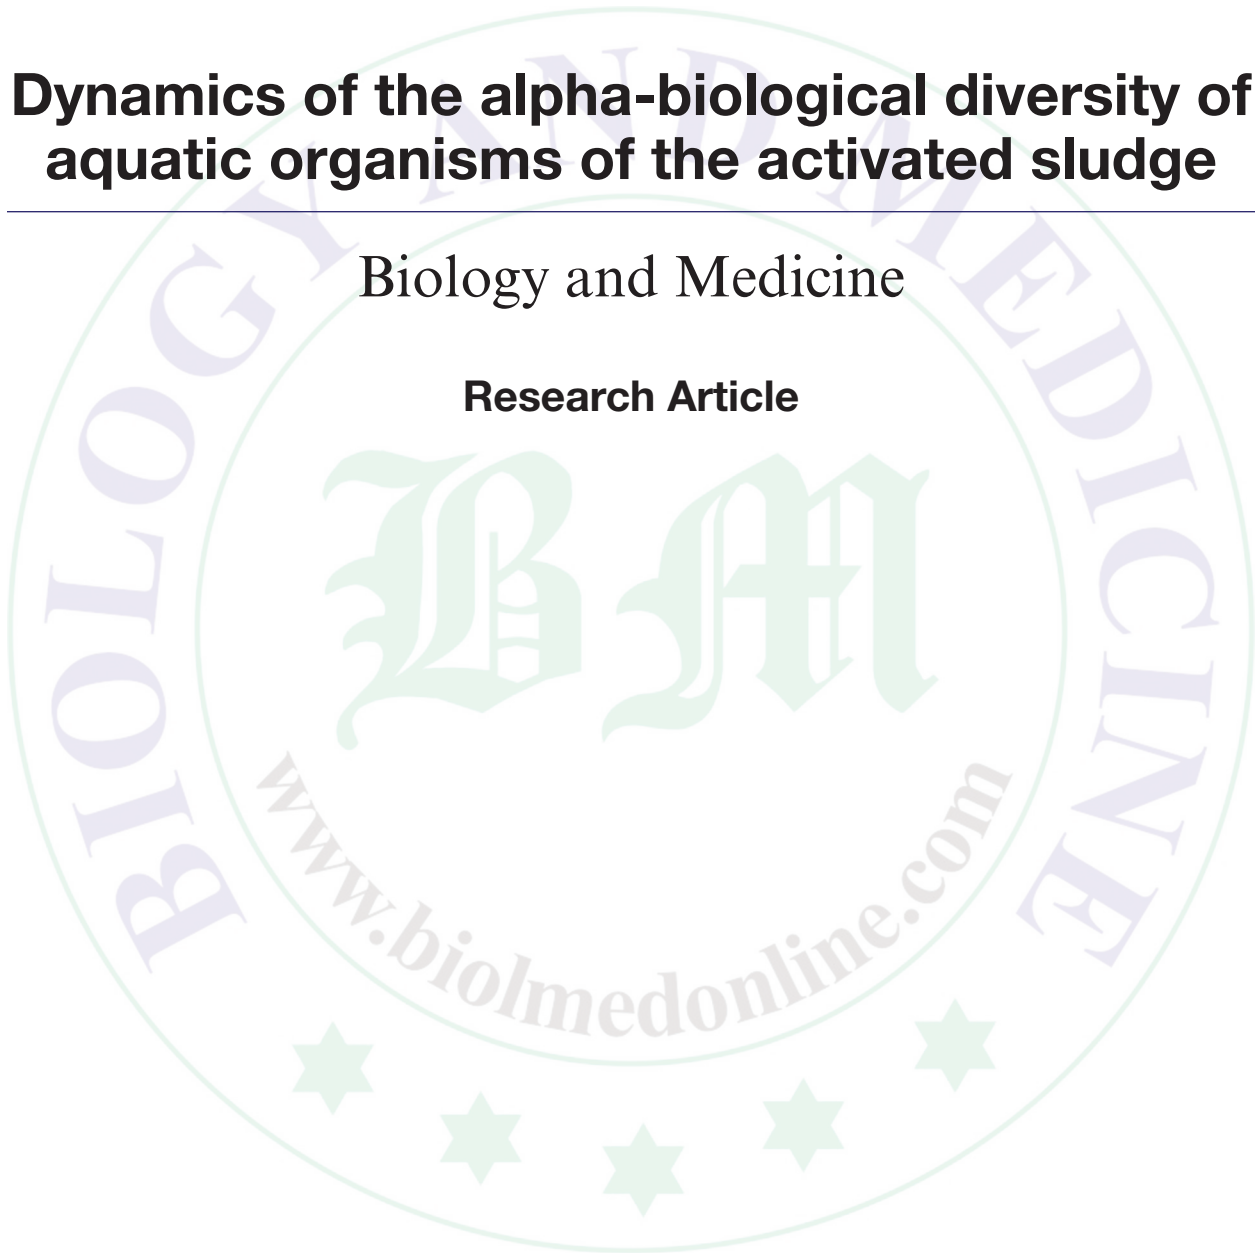 Dynamics of the alpha-biological diversity of
aquatic organisms of the activated sludge
Biology and Medicine
Research Article
BIOLOGY AND MEDICINE
BM
www.biolmedonline.com